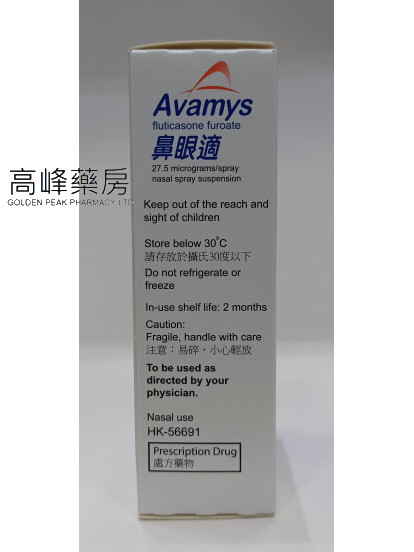 Avamys
fluticasone furoate
鼻眼適
27.5 micrograms/spray
nasal spray suspension
高峰藥房
GOLDEN PEAK PHARMACY LTD
Keep out of the reach and
sight of children
Store below 30°C
請存放於攝氏30度以下
Do not refrigerate or
freeze
In-use shelf life: 2 months
Caution:
Fragile, handle with care
注意：易碎，小心輕放
To be used as
directed by your
physician.
Nasal use
HK-56691
Prescription Drug
處方藥物